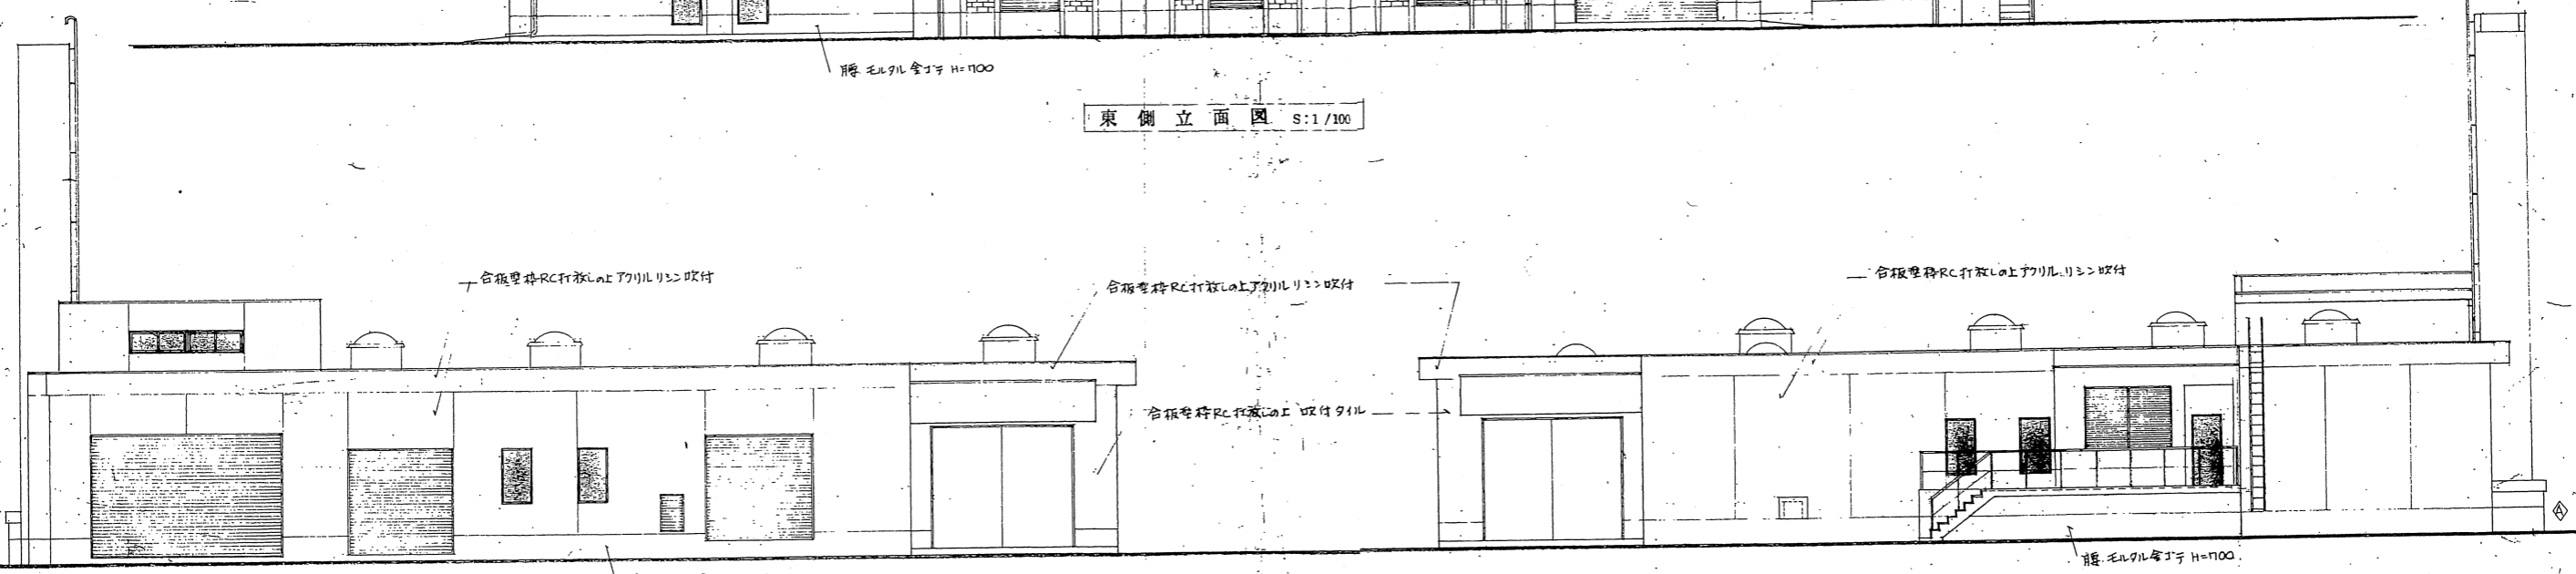 腰 モルタル金ゴテ H=700
東側立面図 S:1/100
合板型枠RC打放しの上アクリルリシン吹付
合板型枠RC打放しの上アクリルリシン吹付
合板型枠RC打放しの上アクリルリシン吹付
合板型枠RC打放しの上 吹付タイル
A
腰 モルタル金ゴテ H=700